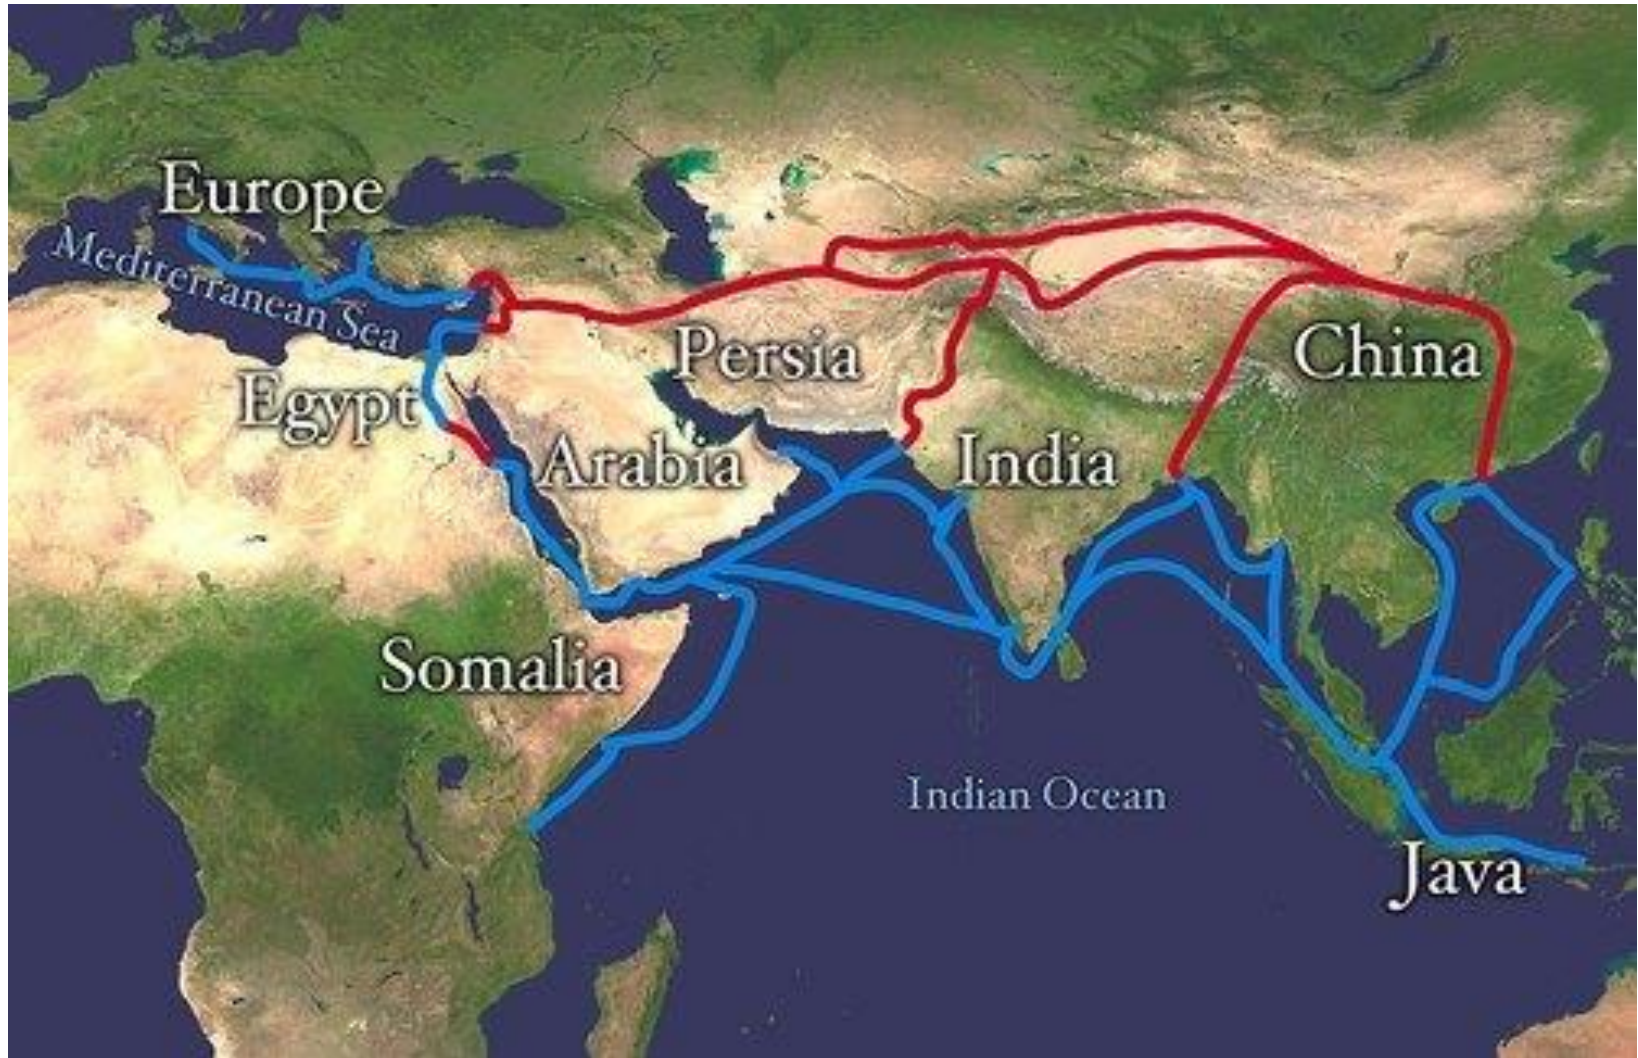 Europe
Mediterranean Sea
Persia
China
Egypt
Arabia
India
Somalia
Indian Ocean
Java